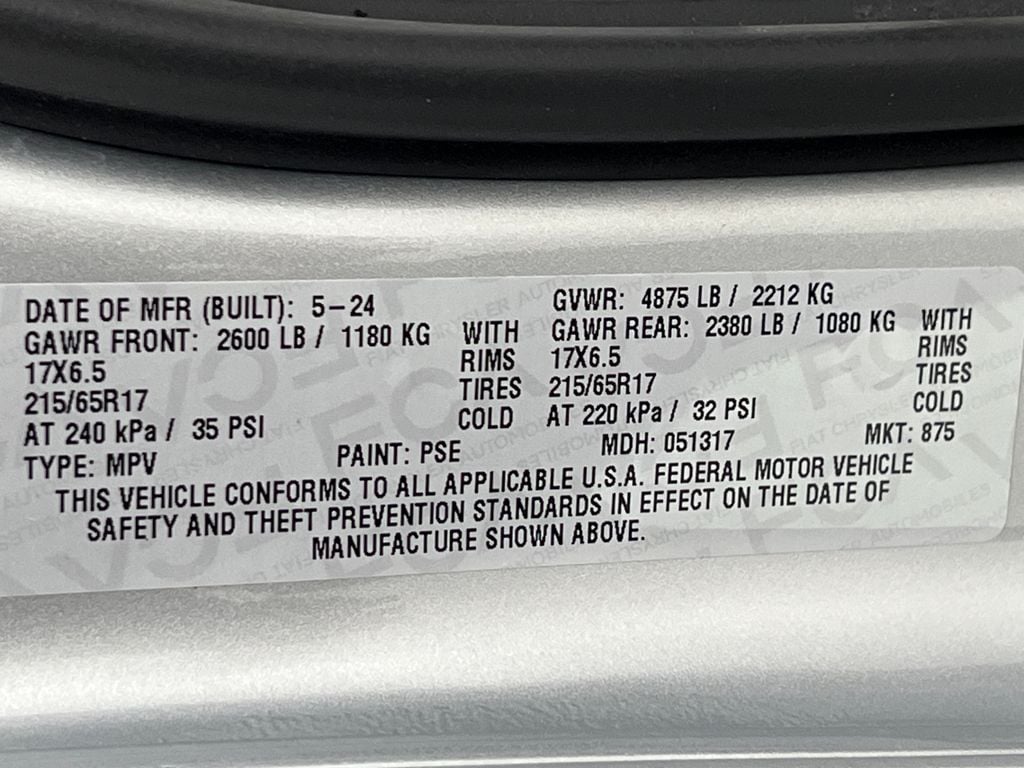 DATE OF MFR (BUILT): 5-24 GVWR: 4875 LB / 2212 KG
GAWR FRONT: 2600 LB / 1180 KG WITH GAWR REAR: 2380 LB / 1080 KG WITH
17X6.5 RIMS 17X6.5 RIMS
215/65R17 TIRES 215/65R17 TIRES
AT 240 kPa / 35 PSI COLD AT 220 kPa / 32 PSI COLD
TYPE: MPV PAINT: PSE MDH: 051317 MKT: 875
THIS VEHICLE CONFORMS TO ALL APPLICABLE U.S.A. FEDERAL MOTOR VEHICLE
SAFETY AND THEFT PREVENTION STANDARDS IN EFFECT ON THE DATE OF
MANUFACTURE SHOWN ABOVE.